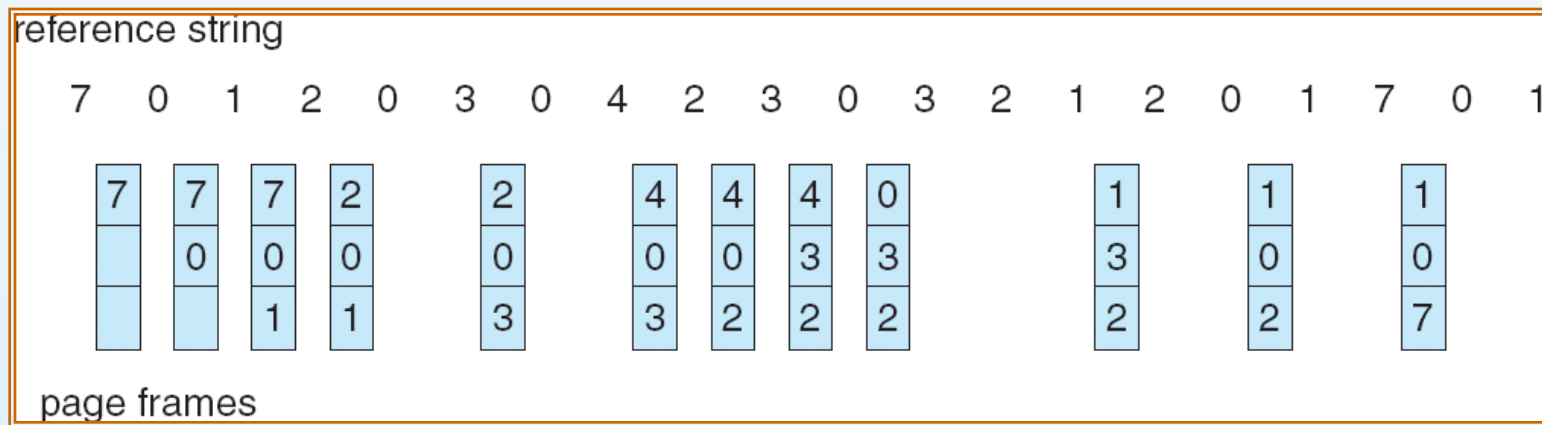 reference string
7 0 1 2 0 3 0 4 2 3 0 3 2 1 2 0 1 7 0 1
7 7 7 2 2 4 4 4 0 1 1 1
0 0 0 0 0 0 3 3 3 0 0
1 1 3 3 2 2 2 2 2 7
page frames